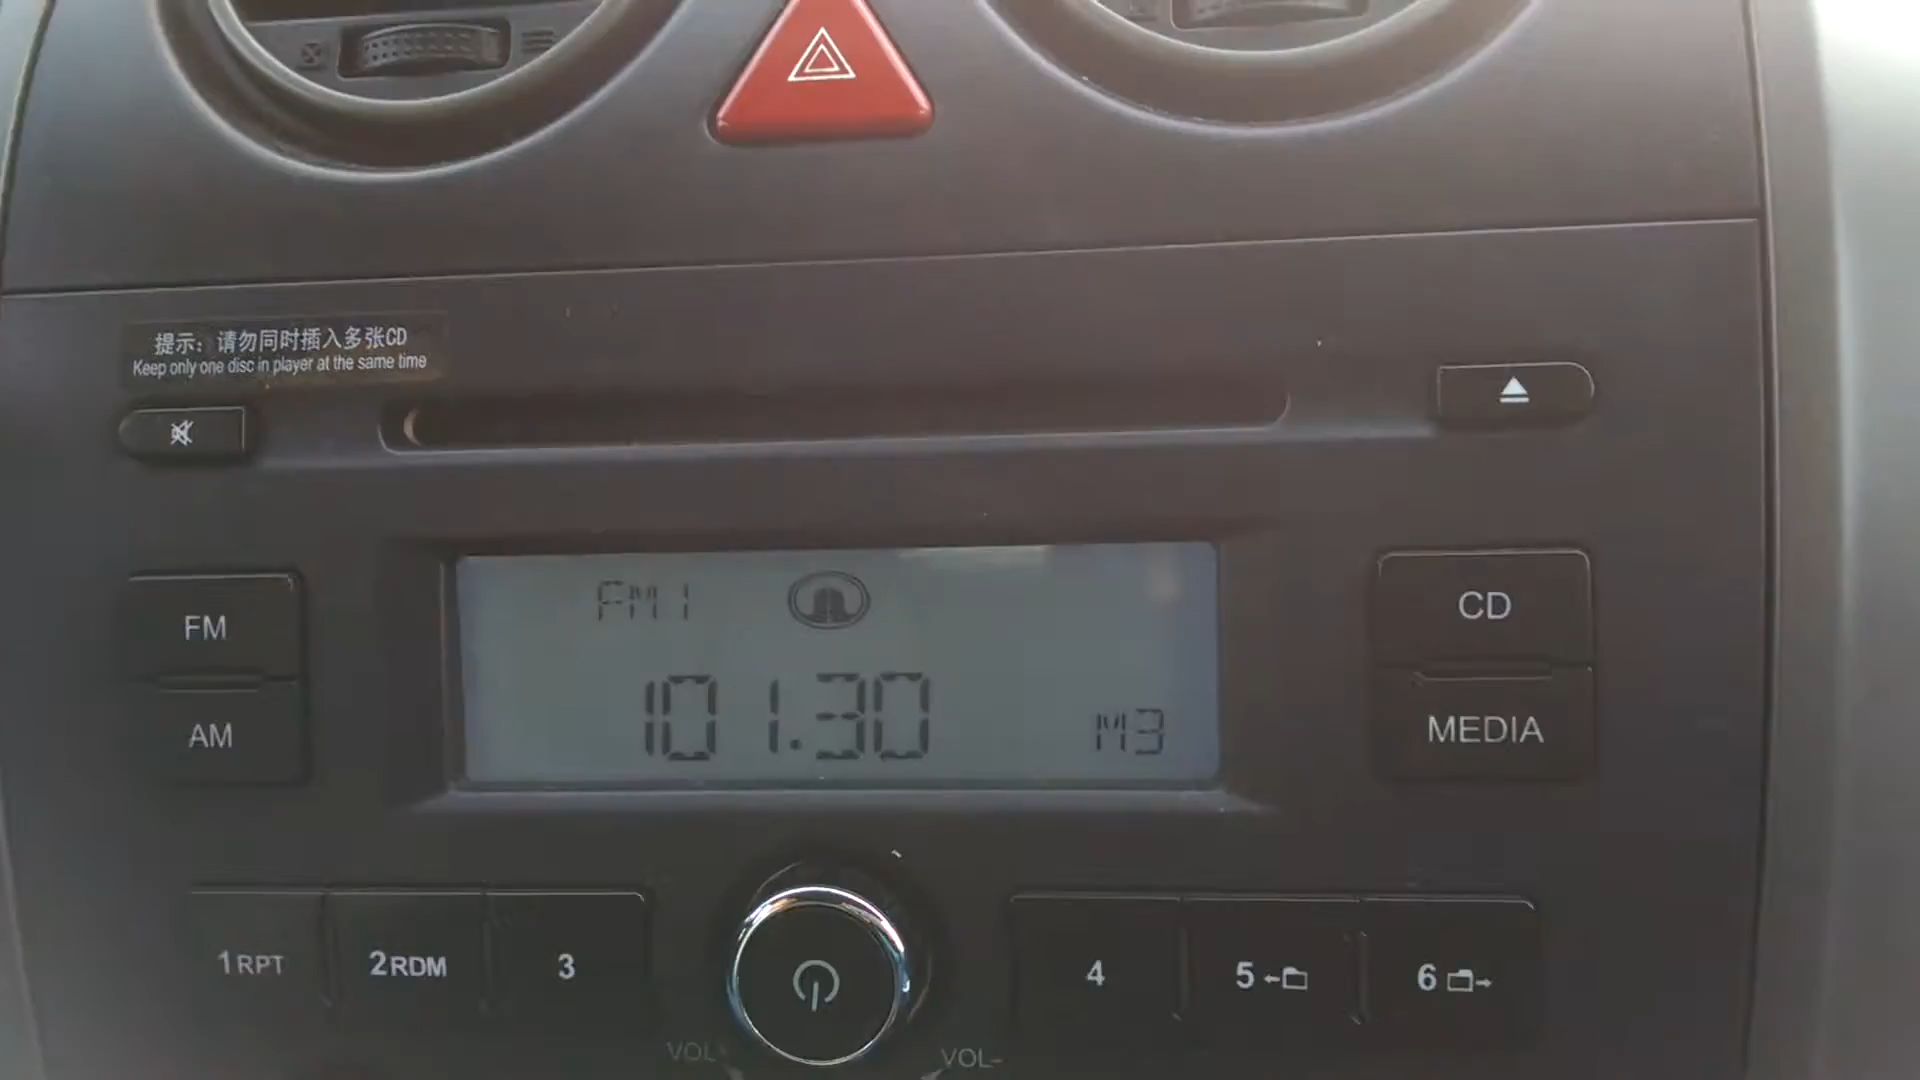 提示：请勿同时插入多张CD
Keep only one disc in player at the same time
FM1
101.30
M3
FM
AM
CD
MEDIA
1RPT
2RDM
3
4
5
6
VOL-